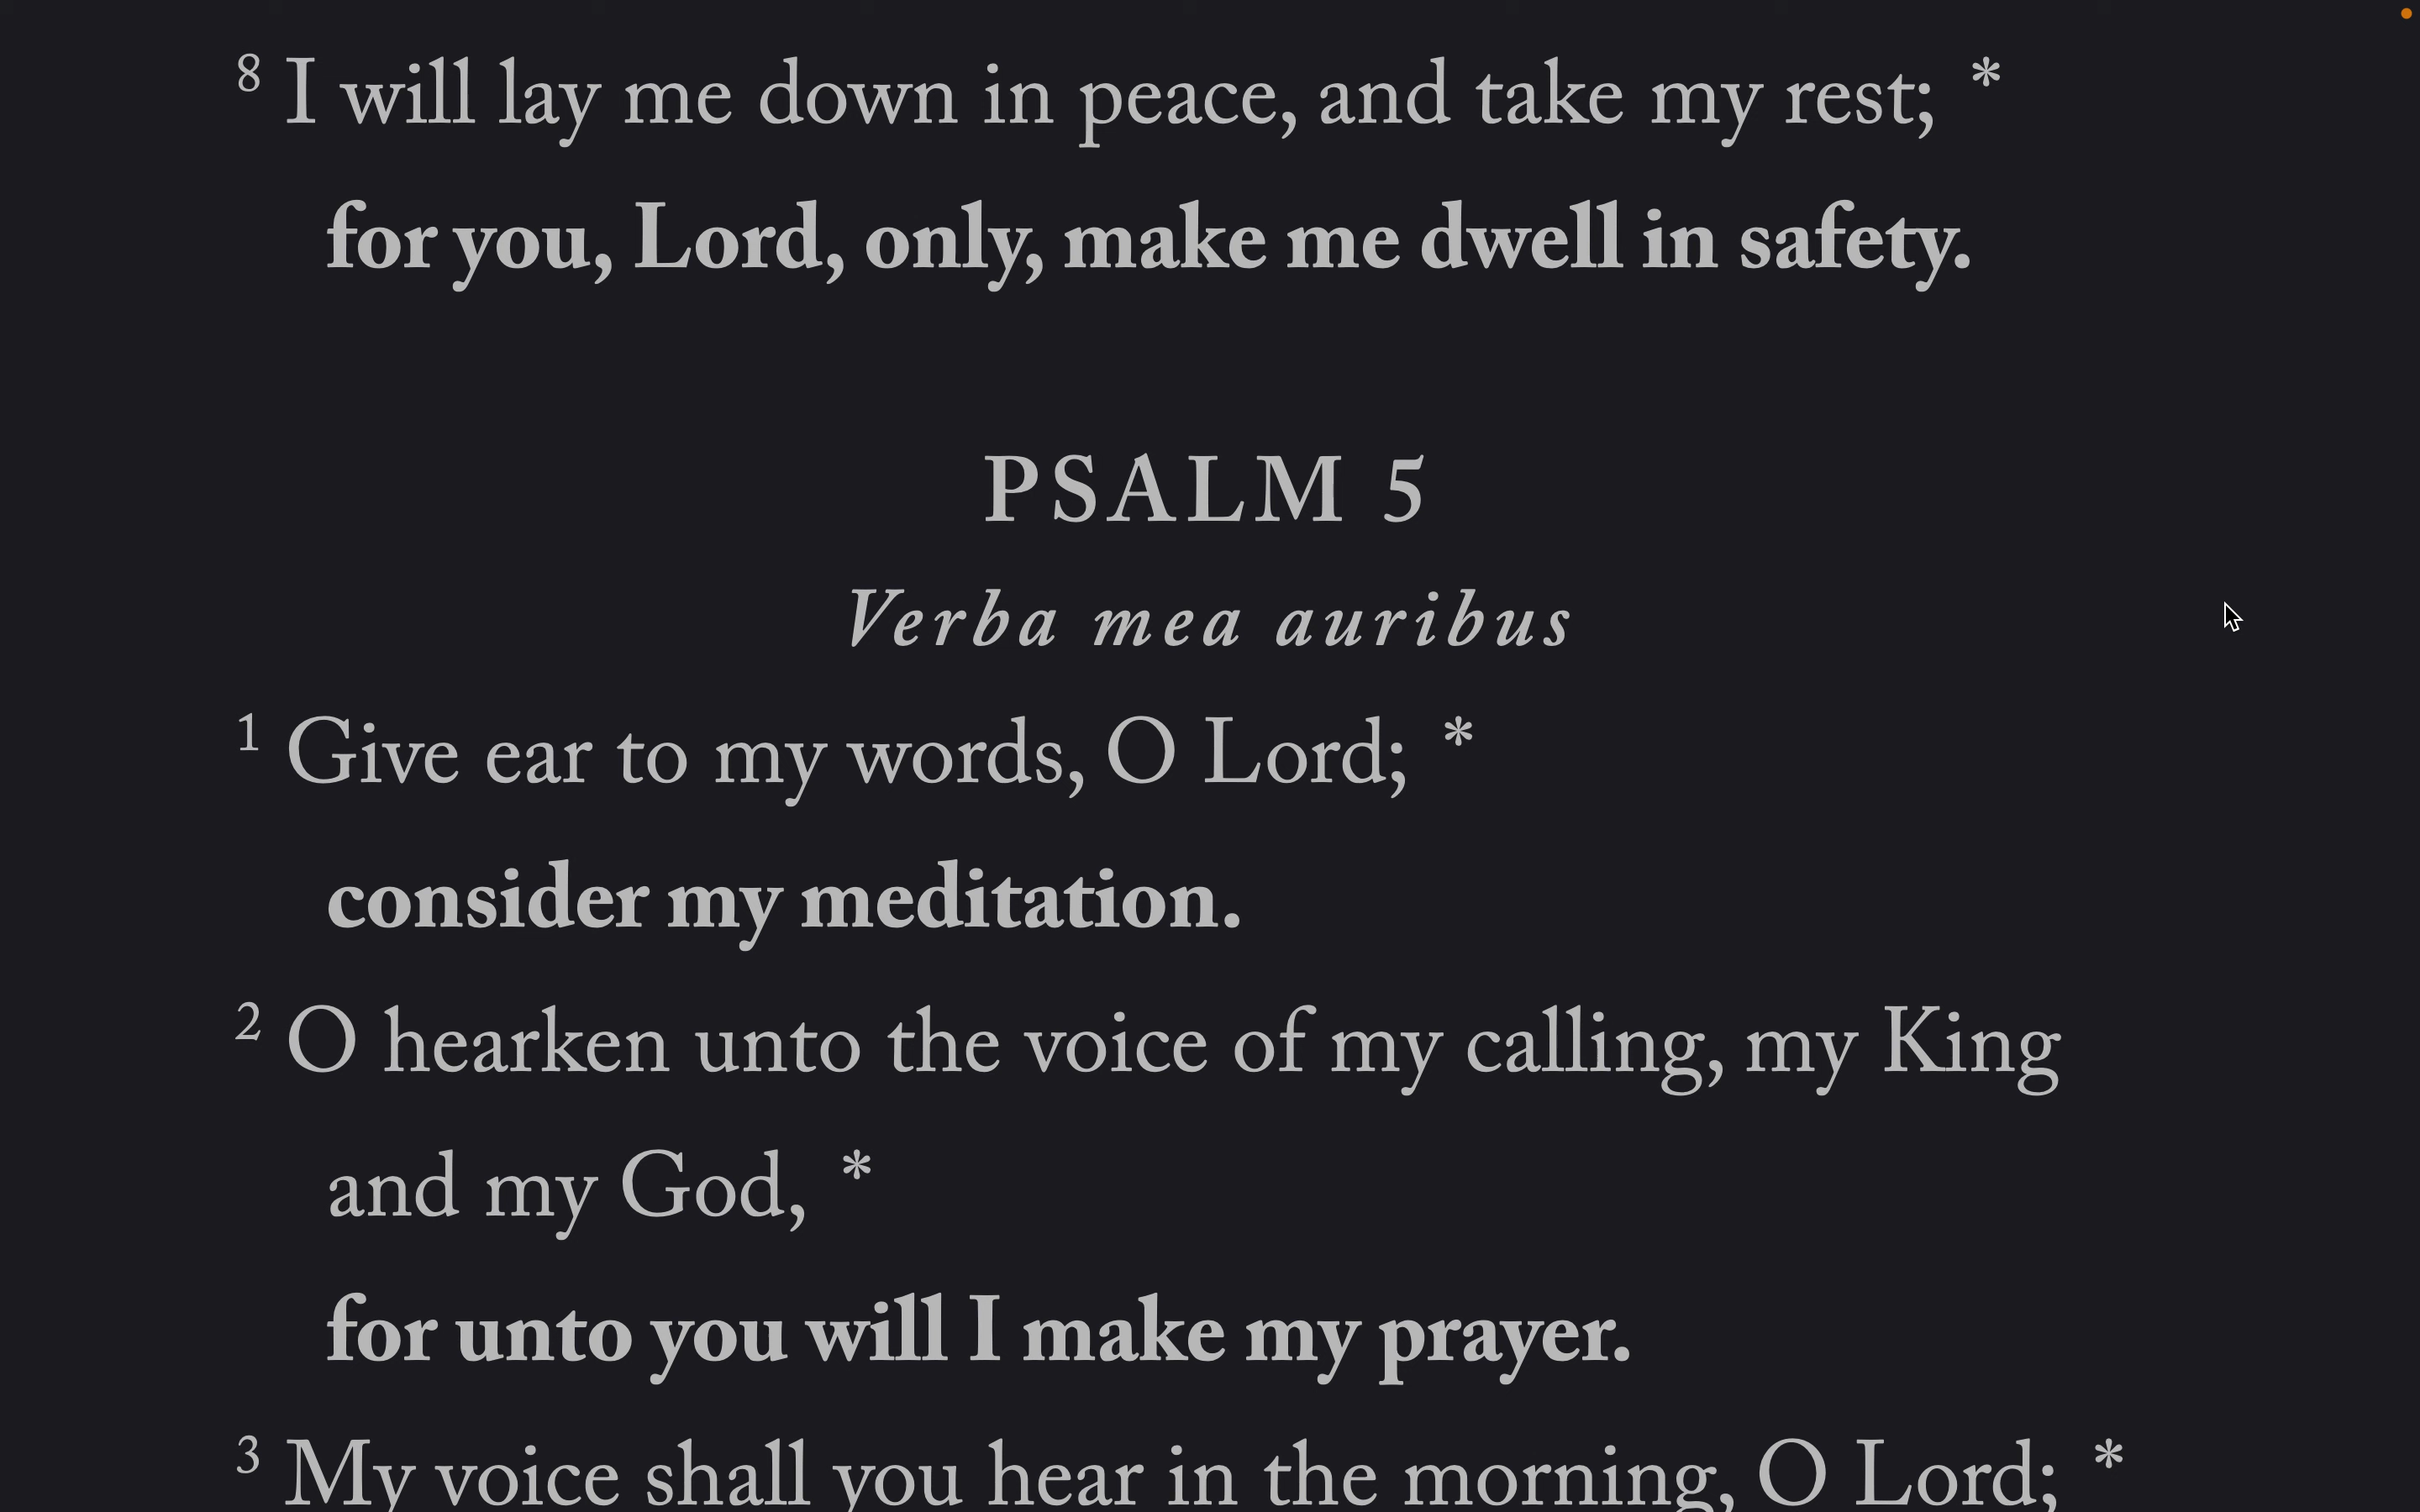 8 I will lay me down in peace, and take my rest; *
for you, Lord, only, make me dwell in safety.
PSALM 5
Verba mea auribus
1 Give ear to my words, O Lord; *
consider my meditation.
2 O hearken unto the voice of my calling, my King
and my God, *
for unto you will I make my prayer.
3 My voice shall you hear in the morning, O Lord; *